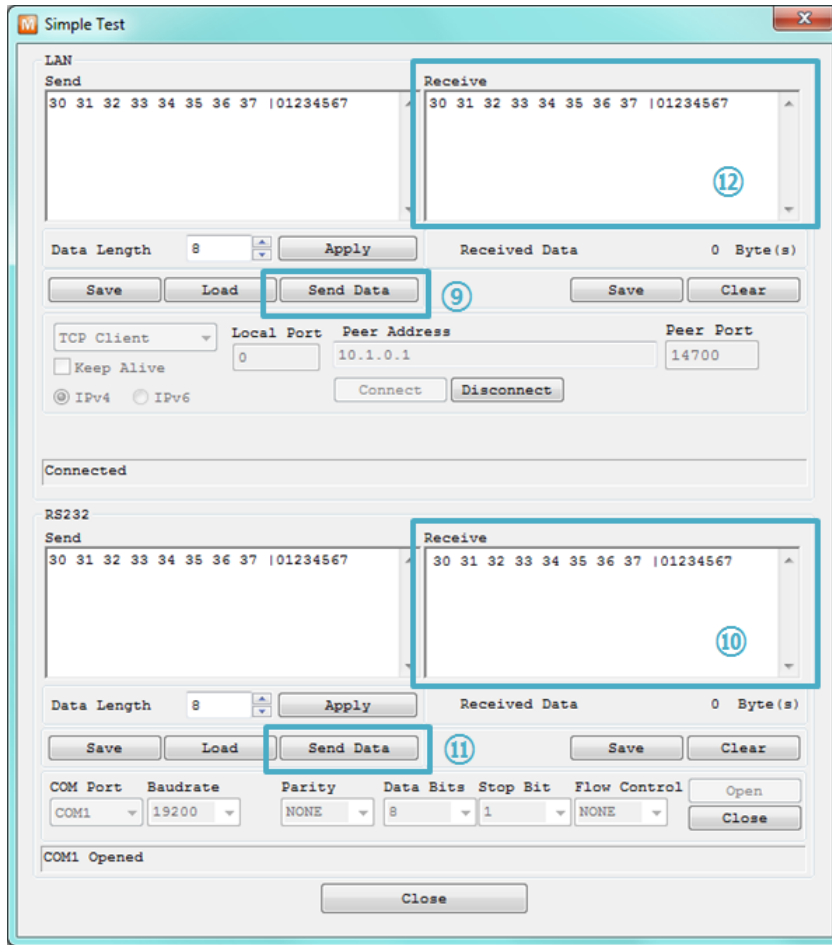 Simple Test
LAN
Send
Receive
30 31 32 33 34 35 36 37 |01234567
30 31 32 33 34 35 36 37 |01234567
⑫
Data Length 8 Apply Received Data 0 Byte(s)
Save Load Send Data ⑨ Save Clear
TCP Client Local Port Peer Address Peer Port
0 10.1.0.1 14700
Keep Alive
IPv4 IPv6 Connect Disconnect
Connected
RS232
Send
Receive
30 31 32 33 34 35 36 37 |01234567
30 31 32 33 34 35 36 37 |01234567
⑩
Data Length 8 Apply Received Data 0 Byte(s)
Save Load Send Data ⑪ Save Clear
COM Port Baudrate Parity Data Bits Stop Bit Flow Control Open
COM1 19200 NONE 8 1 NONE Close
COM1 Opened
Close